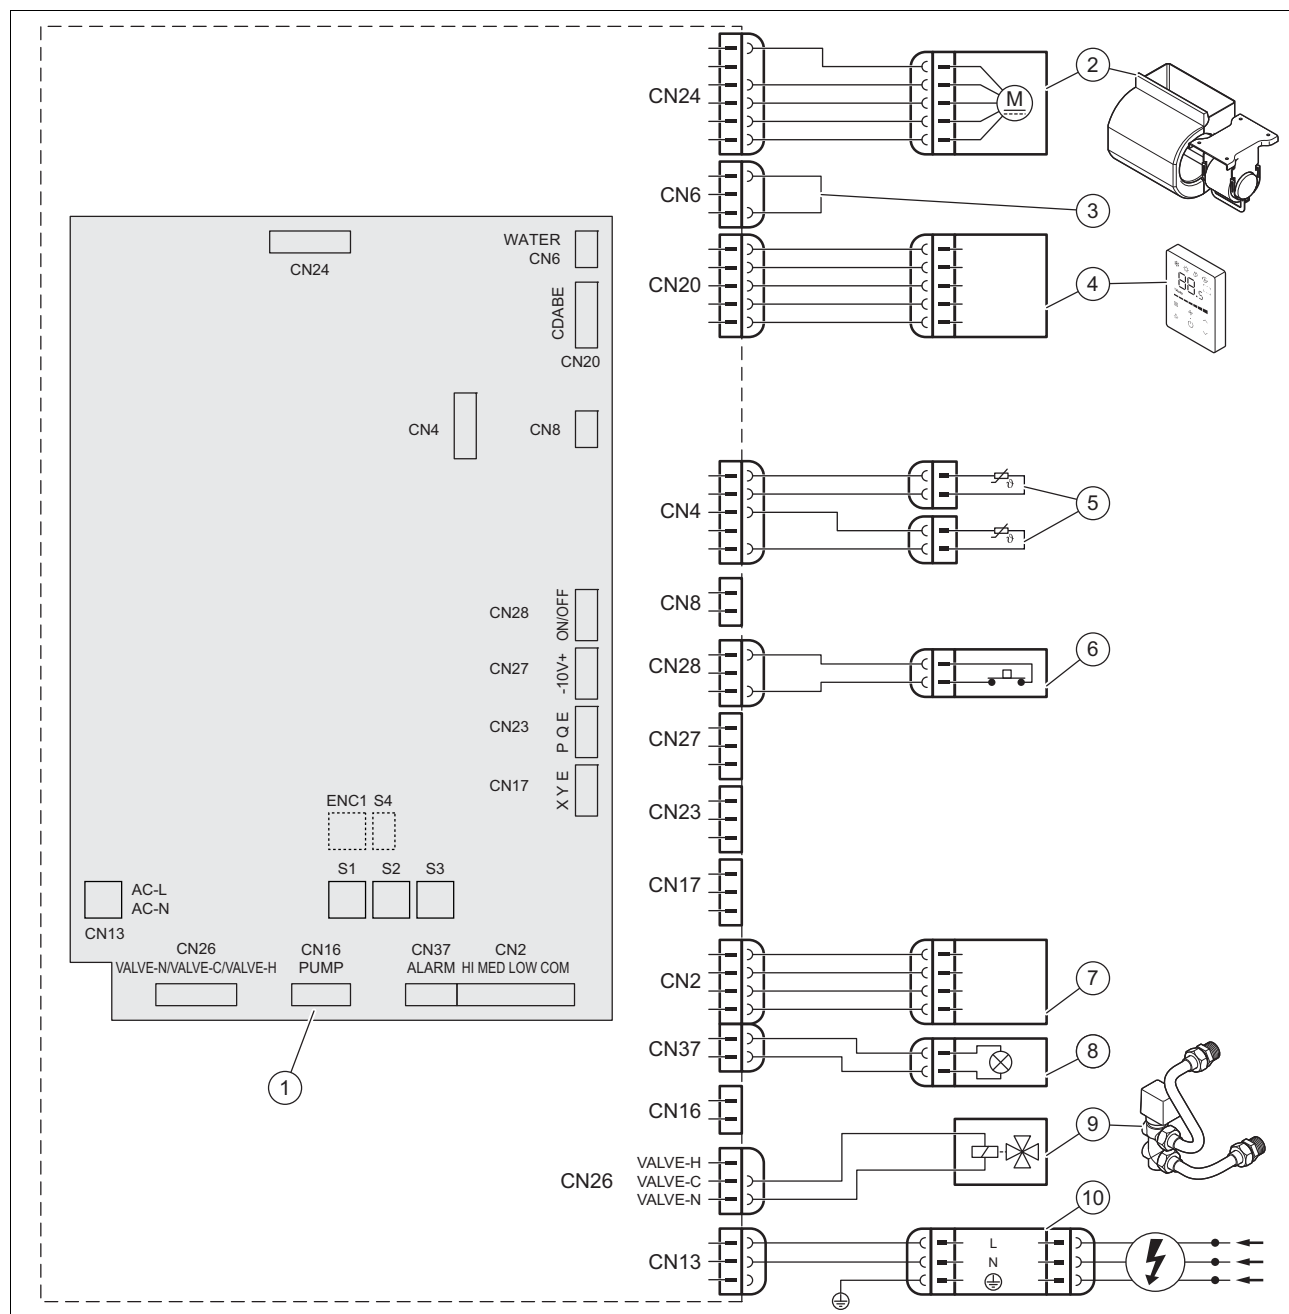 CN24
M
2
CN6
3
CN20
4
88.5
CN24
WATER
CN6
CDABE
CN20
CN4
CN8
CN4
ϑ
ϑ
5
CN8
CN28
ON/OFF
CN28
6
CN27
-10V+
CN27
CN23
P Q E
CN23
CN17
X Y E
CN17
ENC1 S4
S1 S2 S3
AC-L
AC-N
CN13
CN26
VALVE-N/VALVE-C/VALVE-H
CN16
PUMP
CN37
ALARM
CN2
HI MED LOW COM
1
CN2
7
CN37
8
CN16
CN26
VALVE-H
VALVE-C
VALVE-N
9
10
CN13
L
N